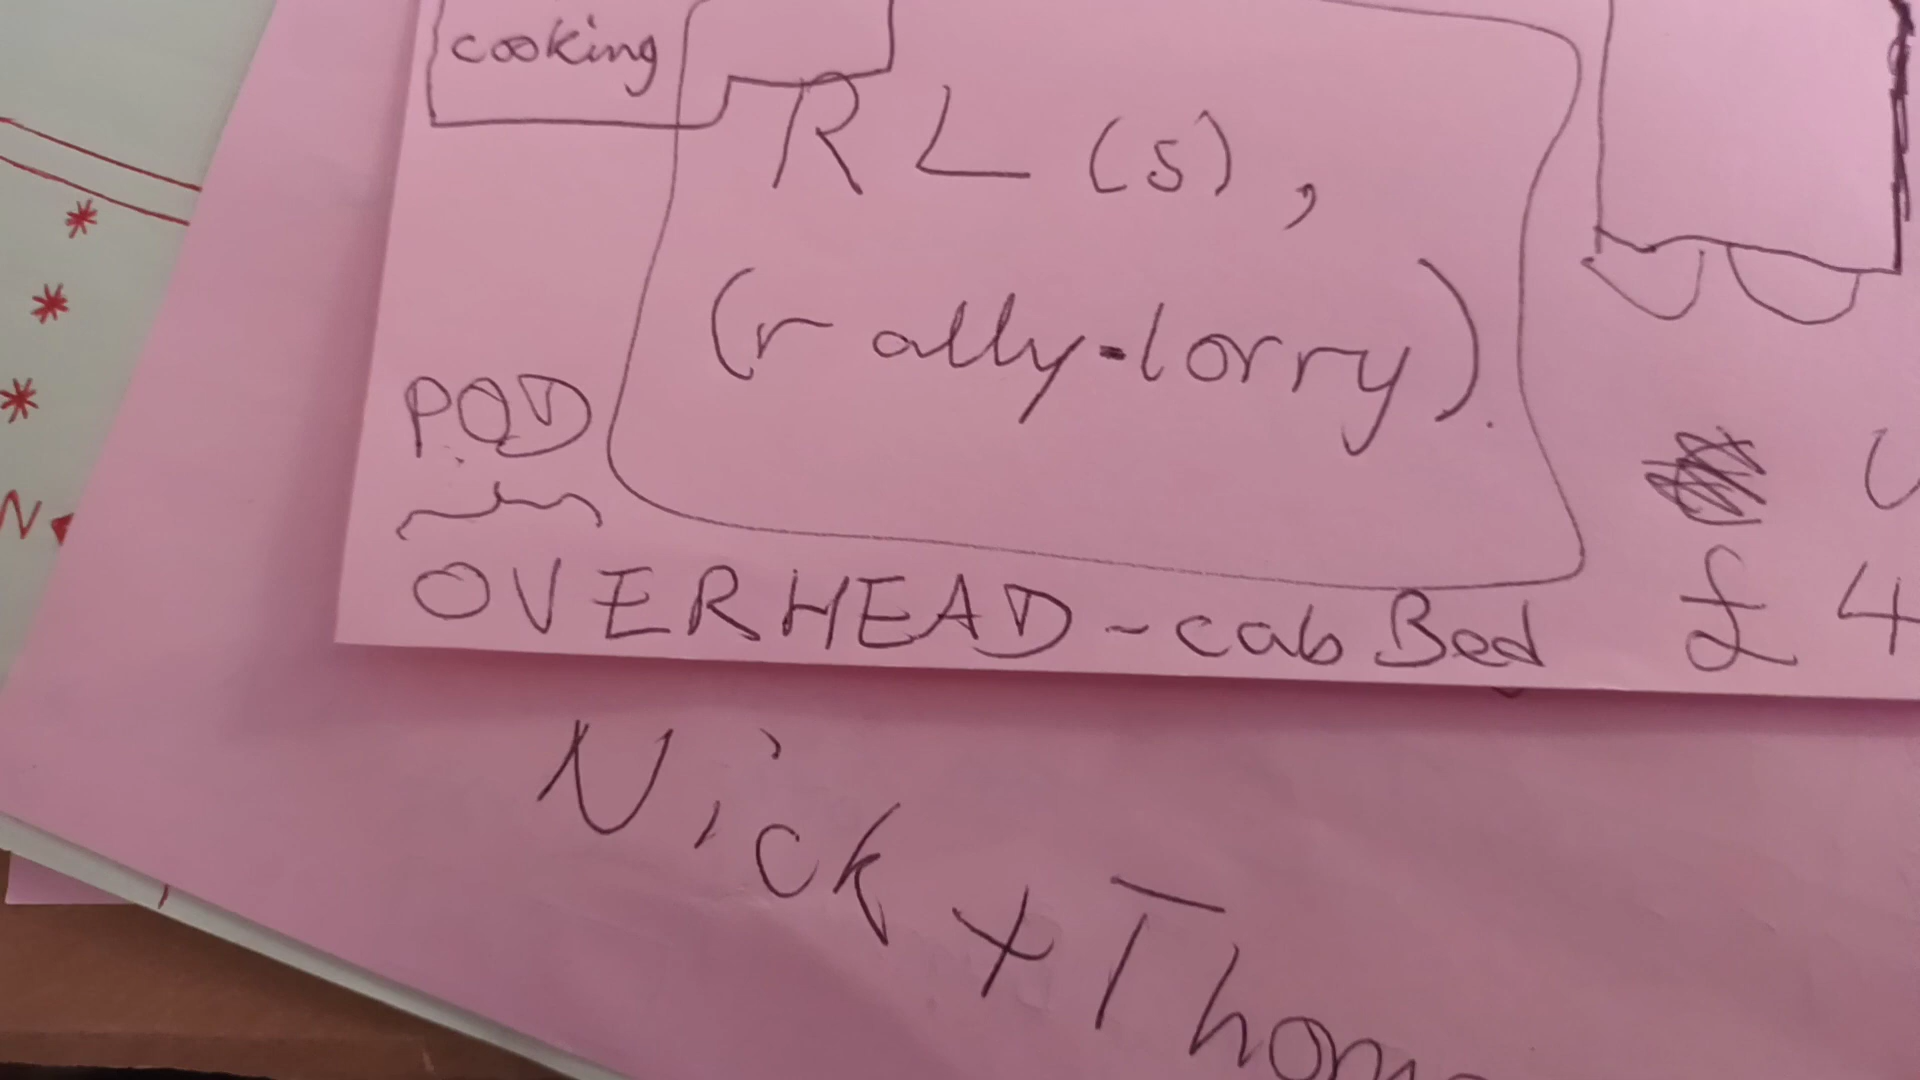 cooking
RL(s),
(rally-lorry).
POD
OVERHEAD-cab Bed
£4
Nick + Thom
N